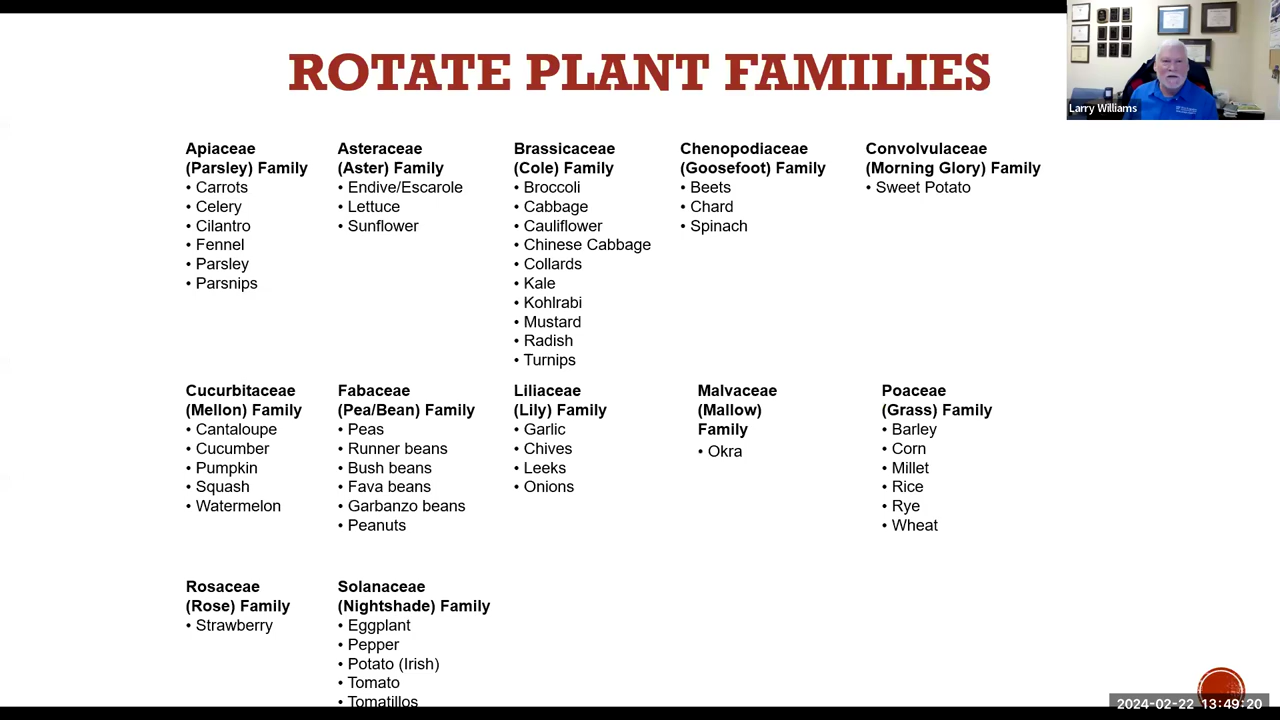 ROTATE PLANT FAMILIES
Larry Williams
Apiaceae
(Parsley) Family
• Carrots
• Celery
• Cilantro
• Fennel
• Parsley
• Parsnips
Asteraceae
(Aster) Family
• Endive/Escarole
• Lettuce
• Sunflower
Brassicaceae
(Cole) Family
• Broccoli
• Cabbage
• Cauliflower
• Chinese Cabbage
• Collards
• Kale
• Kohlrabi
• Mustard
• Radish
• Turnips
Chenopodiaceae
(Goosefoot) Family
• Beets
• Chard
• Spinach
Convolvulaceae
(Morning Glory) Family
• Sweet Potato
Cucurbitaceae
(Mellon) Family
• Cantaloupe
• Cucumber
• Pumpkin
• Squash
• Watermelon
Fabaceae
(Pea/Bean) Family
• Peas
• Runner beans
• Bush beans
• Fava beans
• Garbanzo beans
• Peanuts
Liliaceae
(Lily) Family
• Garlic
• Chives
• Leeks
• Onions
Malvaceae
(Mallow)
Family
• Okra
Poaceae
(Grass) Family
• Barley
• Corn
• Millet
• Rice
• Rye
• Wheat
Rosaceae
(Rose) Family
• Strawberry
Solanaceae
(Nightshade) Family
• Eggplant
• Pepper
• Potato (Irish)
• Tomato
• Tomatillos
2024-02-22 13:49:20